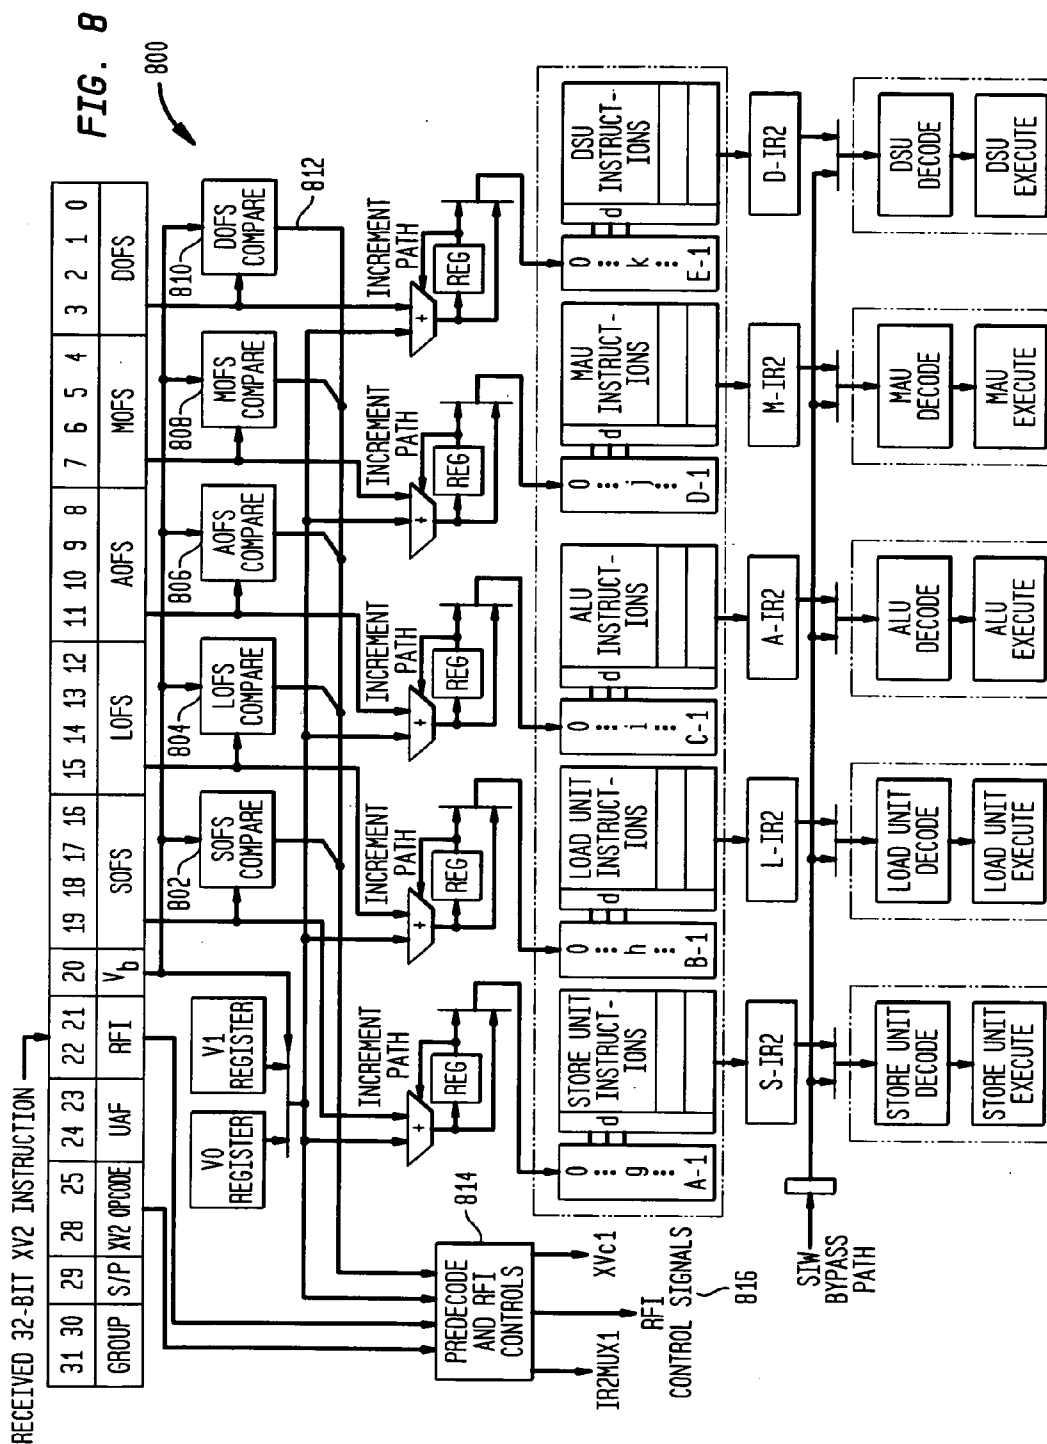 FIG. 8
800
RECEIVED 32-BIT XV2 INSTRUCTION
31 30 29 28 25 24 23 22 21 20 19 18 17 16 15 14 13 12 11 10 9 8 7 6 5 4 3 2 1 0
GROUP S/P XV2 OPCODE UAF RFI Vb SOFS LOFS AOFS MOFS DOFS
V0
REGISTER
V1
REGISTER
802
SOFS
COMPARE
804
LOFS
COMPARE
806
AOFS
COMPARE
808
MOFS
COMPARE
810
DOFS
COMPARE
812
INCREMENT
PATH
+
REG
INCREMENT
PATH
+
REG
INCREMENT
PATH
+
REG
INCREMENT
PATH
+
REG
INCREMENT
PATH
+
REG
814
PREDECODE
AND RFI
CONTROLS
IR2MUX1
RFI
CONTROL SIGNALS
816
XVc1
0
g
A-1
d
STORE UNIT
INSTRUCT-
IONS
0
h
B-1
d
LOAD UNIT
INSTRUCT-
IONS
0
i
C-1
d
ALU
INSTRUCT-
IONS
0
j
D-1
d
MAU
INSTRUCT-
IONS
0
k
E-1
d
DSU
INSTRUCT-
IONS
S-IR2
L-IR2
A-IR2
M-IR2
D-IR2
SIW
BYPASS
PATH
STORE UNIT
DECODE
STORE UNIT
EXECUTE
LOAD UNIT
DECODE
LOAD UNIT
EXECUTE
ALU
DECODE
ALU
EXECUTE
MAU
DECODE
MAU
EXECUTE
DSU
DECODE
DSU
EXECUTE